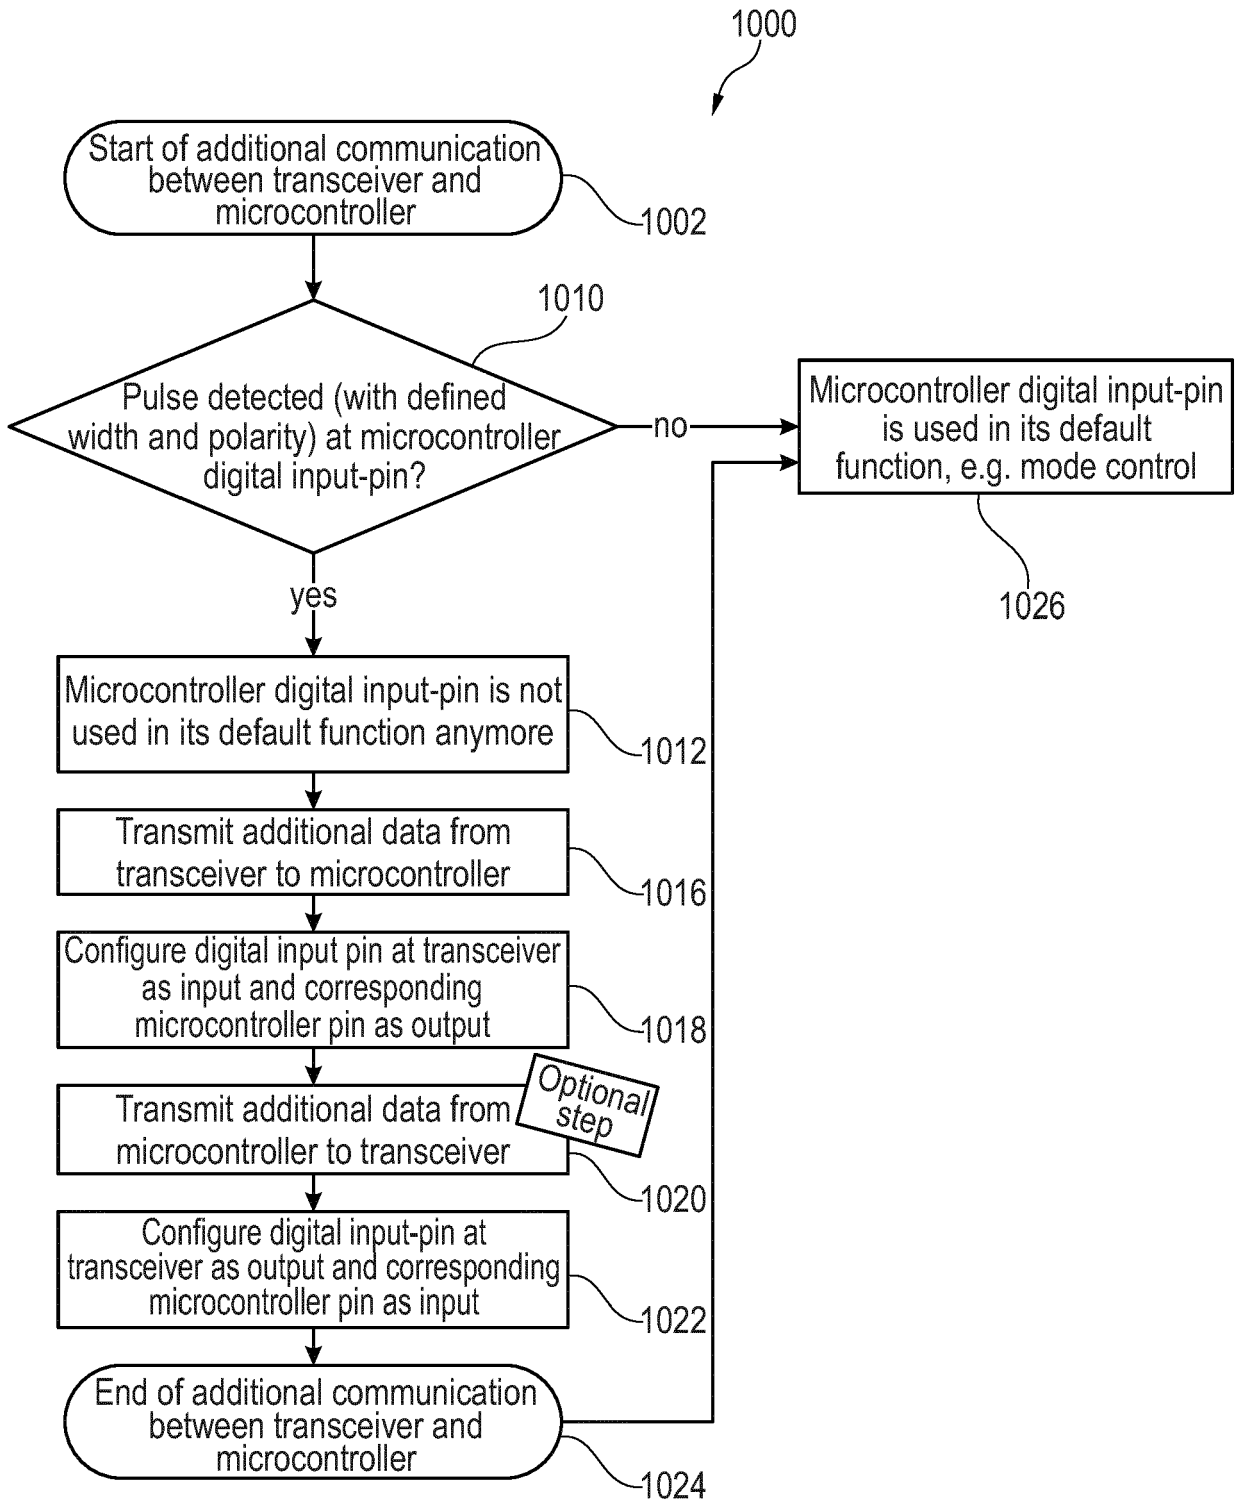 1000
Start of additional communication
between transceiver and
microcontroller
1002
1010
Pulse detected (with defined
width and polarity) at microcontroller
digital input-pin?
no
Microcontroller digital input-pin
is used in its default
function, e.g. mode control
1026
yes
Microcontroller digital input-pin is not
used in its default function anymore
1012
Transmit additional data from
transceiver to microcontroller
1016
Configure digital input pin at transceiver
as input and corresponding
microcontroller pin as output
1018
Optional
step
Transmit additional data from
microcontroller to transceiver
1020
Configure digital input-pin at
transceiver as output and corresponding
microcontroller pin as input
1022
End of additional communication
between transceiver and
microcontroller
1024